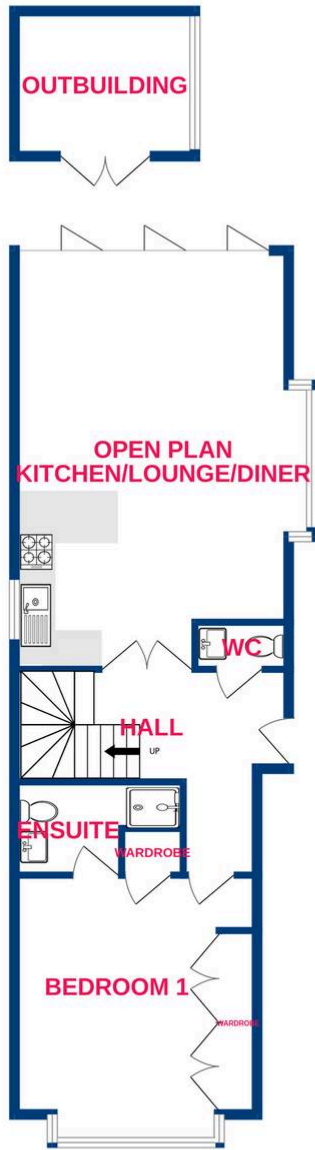 OUTBUILDING
OPEN PLAN
KITCHEN/LOUNGE/DINER
WC
HALL
UP
ENSUITE
WARDROBE
BEDROOM 1
WARDROBE